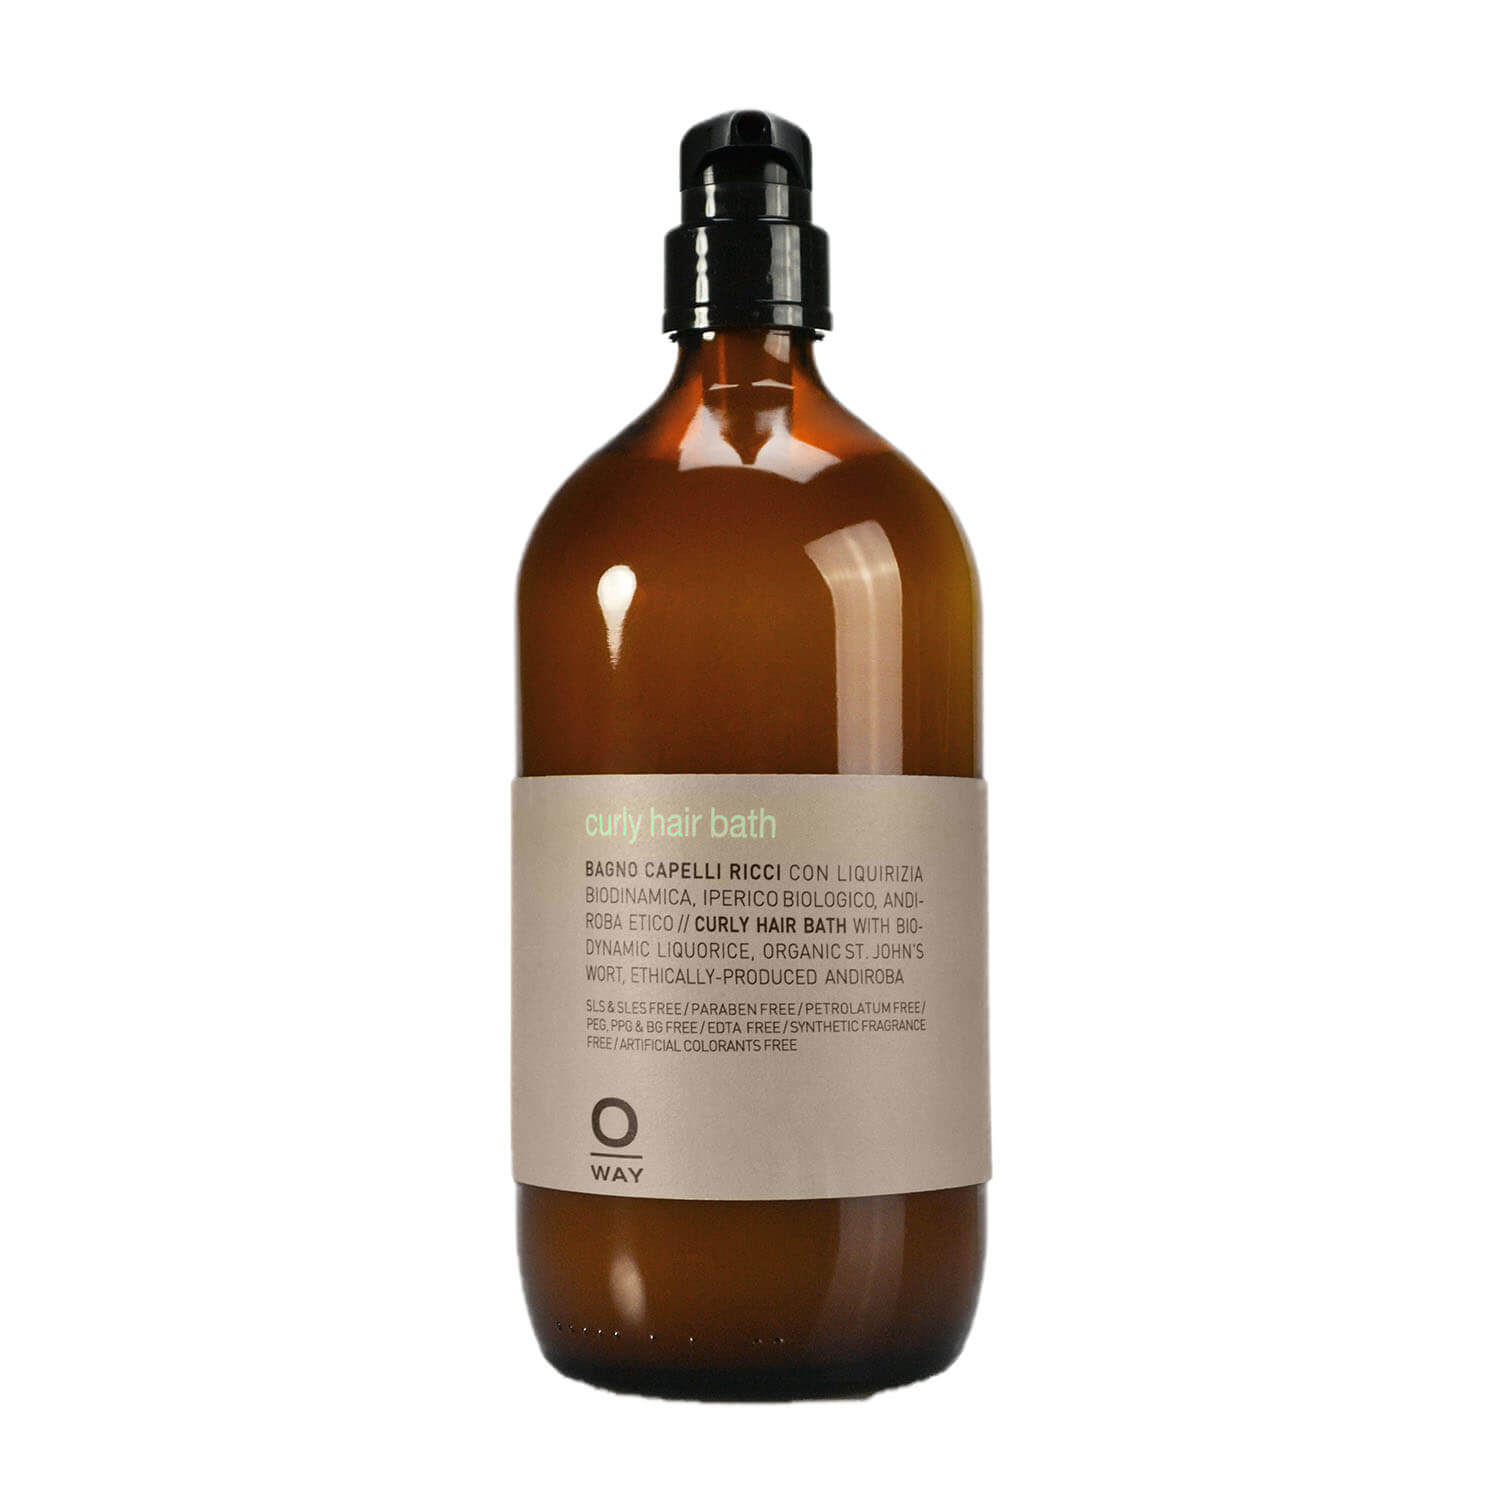 curly hair bath
BAGNO CAPELLI RICCI CON LIQUIRIZIA
BIODINAMICA, IPERICO BIOLOGICO, ANDI-
ROBA ETICO // CURLY HAIR BATH WITH BIO-
DYNAMIC LIQUORICE, ORGANIC ST. JOHN'S
WORT, ETHICALLY-PRODUCED ANDIROBA
SLS & SLES FREE / PARABEN FREE / PETROLATUM FREE /
PEG, PPG & BG FREE / EDTA FREE / SYNTHETIC FRAGRANCE
FREE / ARTIFICIAL COLORANTS FREE
O
WAY